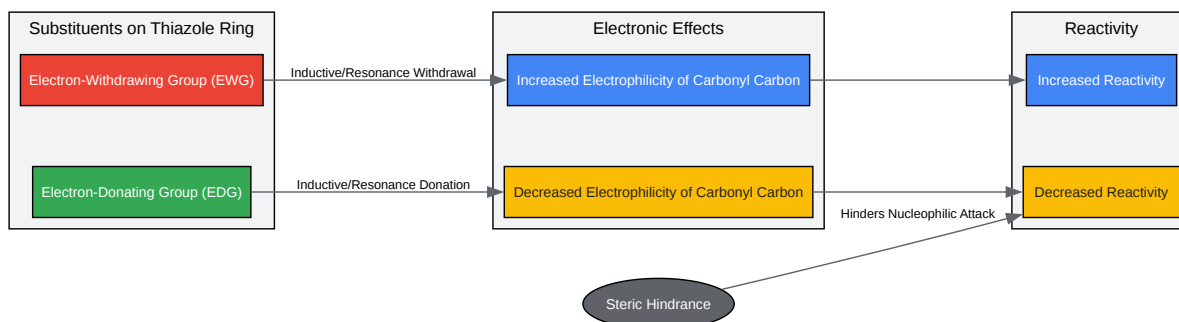 Substituents on Thiazole Ring
Electronic Effects
Reactivity
Electron-Withdrawing Group (EWG)
Inductive/Resonance Withdrawal
Increased Electrophilicity of Carbonyl Carbon
Increased Reactivity
Electron-Donating Group (EDG)
Inductive/Resonance Donation
Decreased Electrophilicity of Carbonyl Carbon
Decreased Reactivity
Hinders Nucleophilic Attack
Steric Hindrance